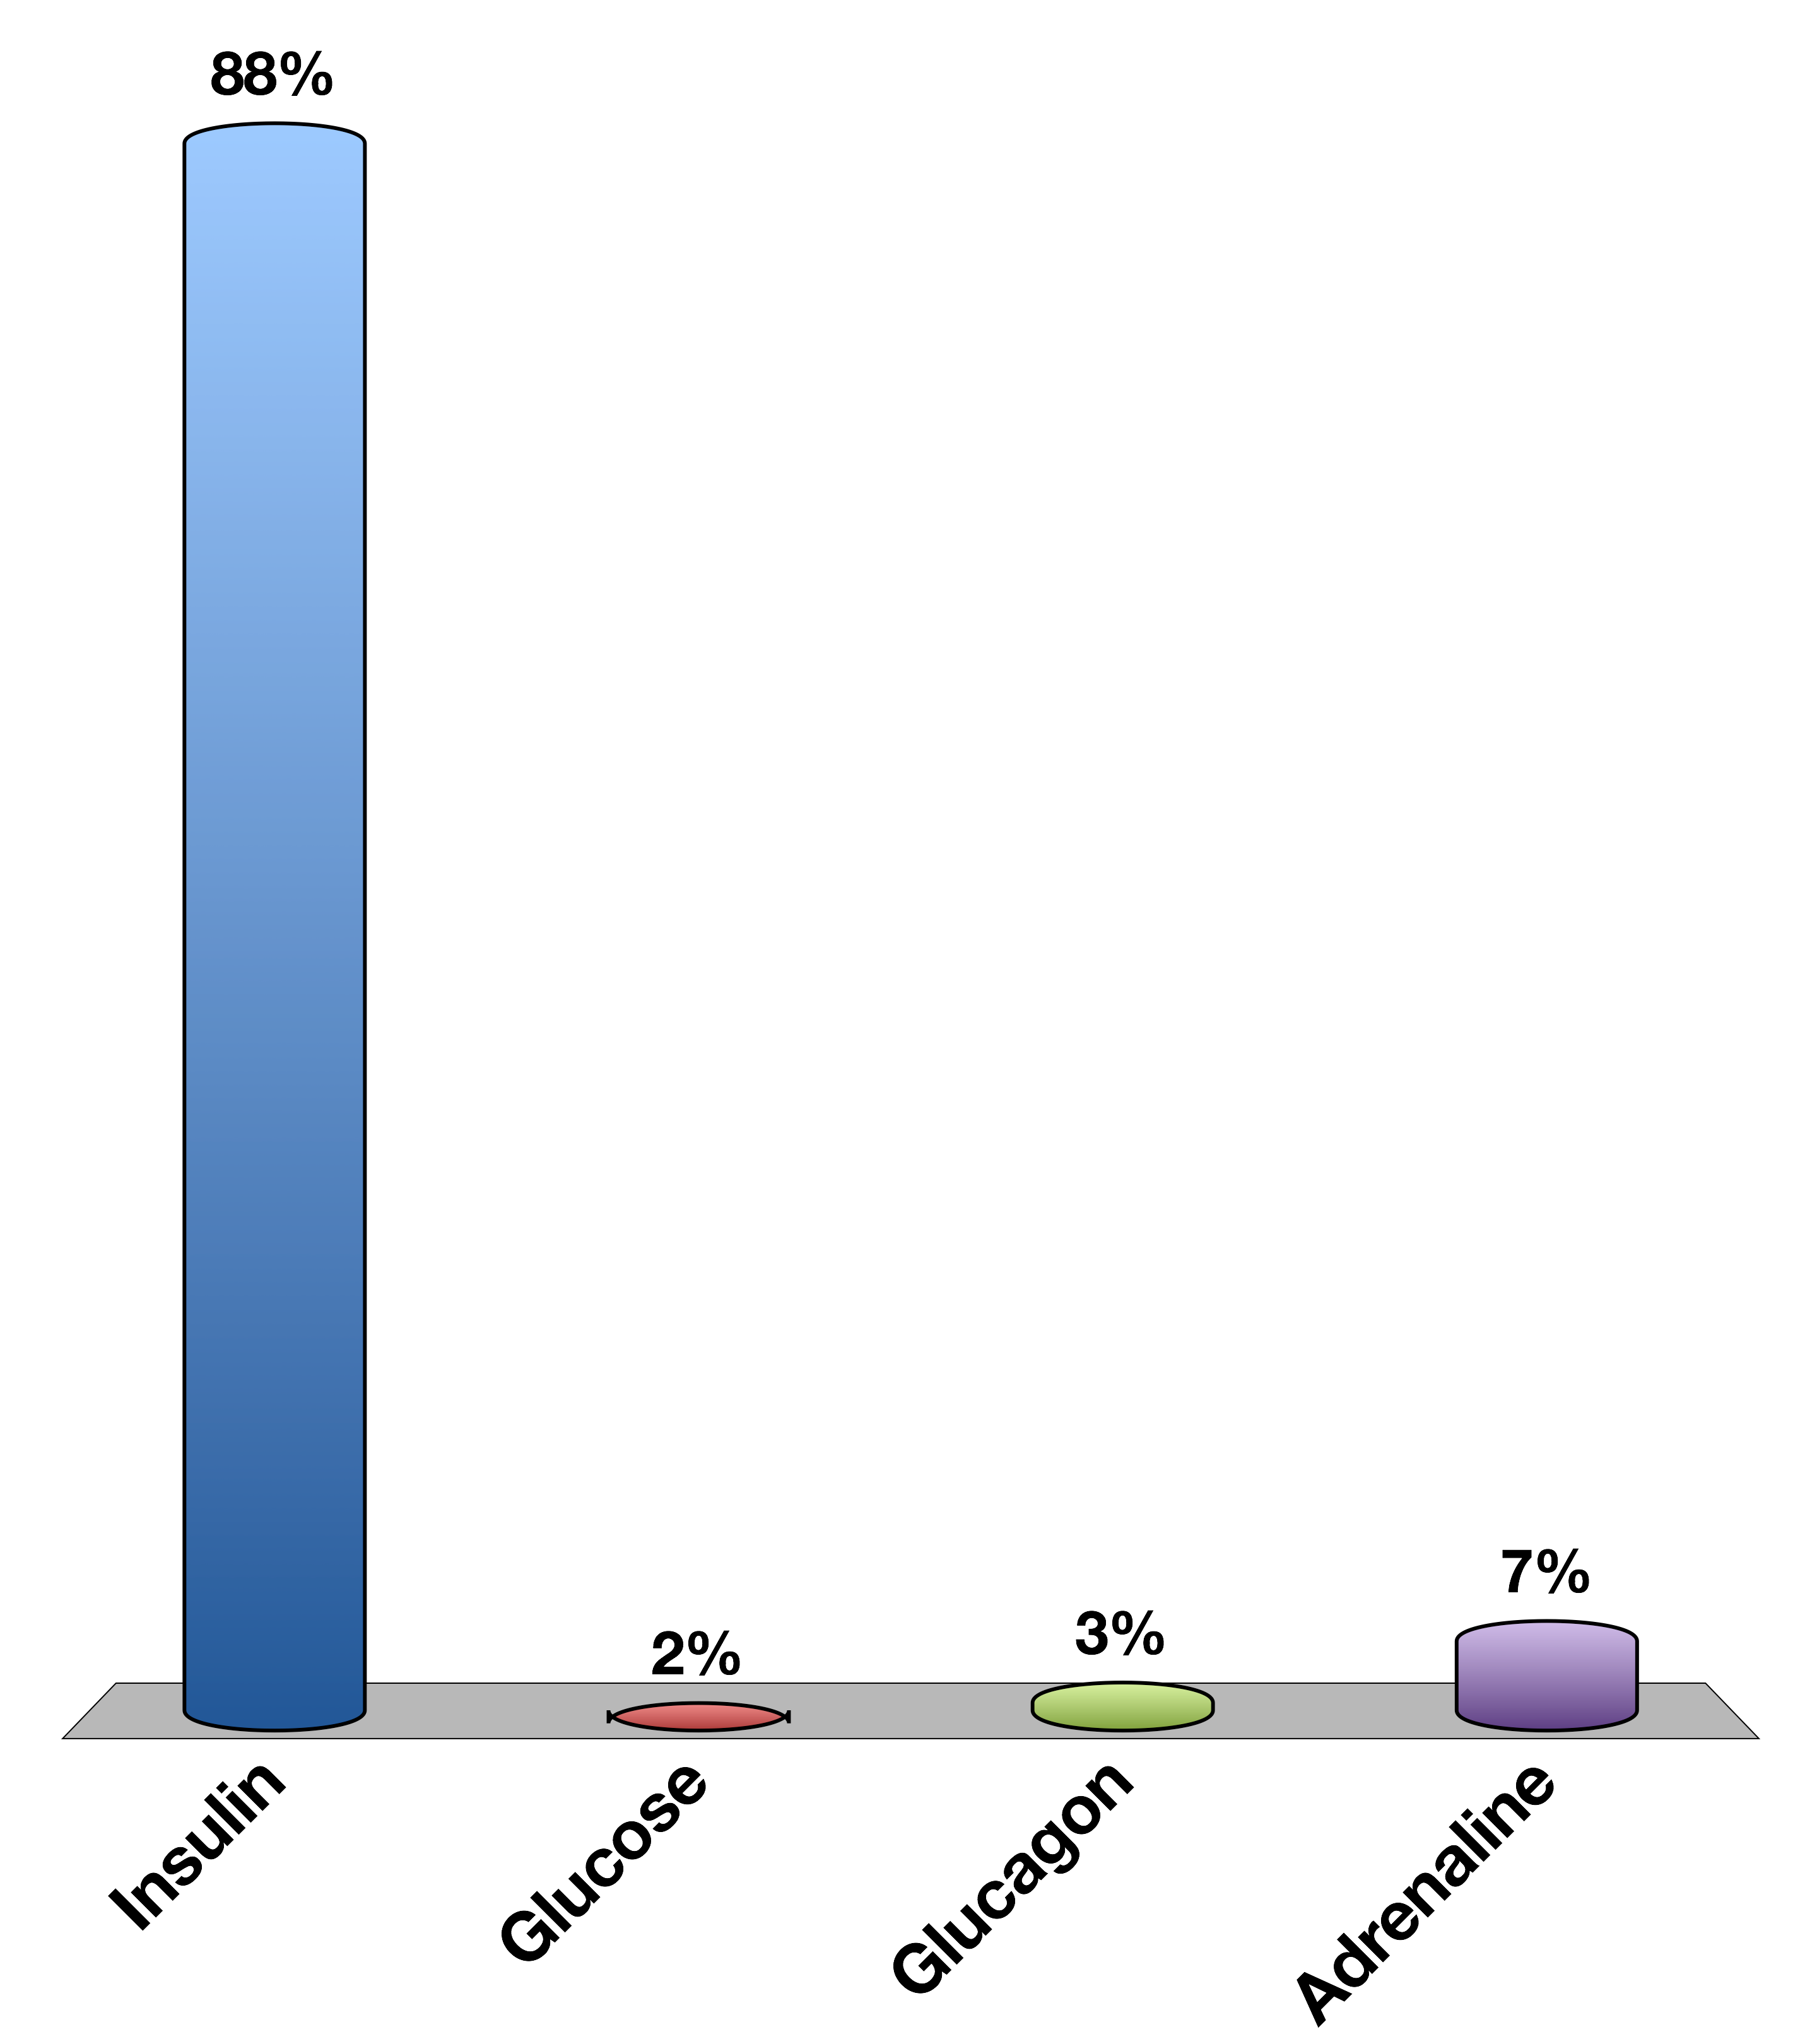 88%
2%
3%
7%
Insulin
Glucose
Glucagon
Adrenaline